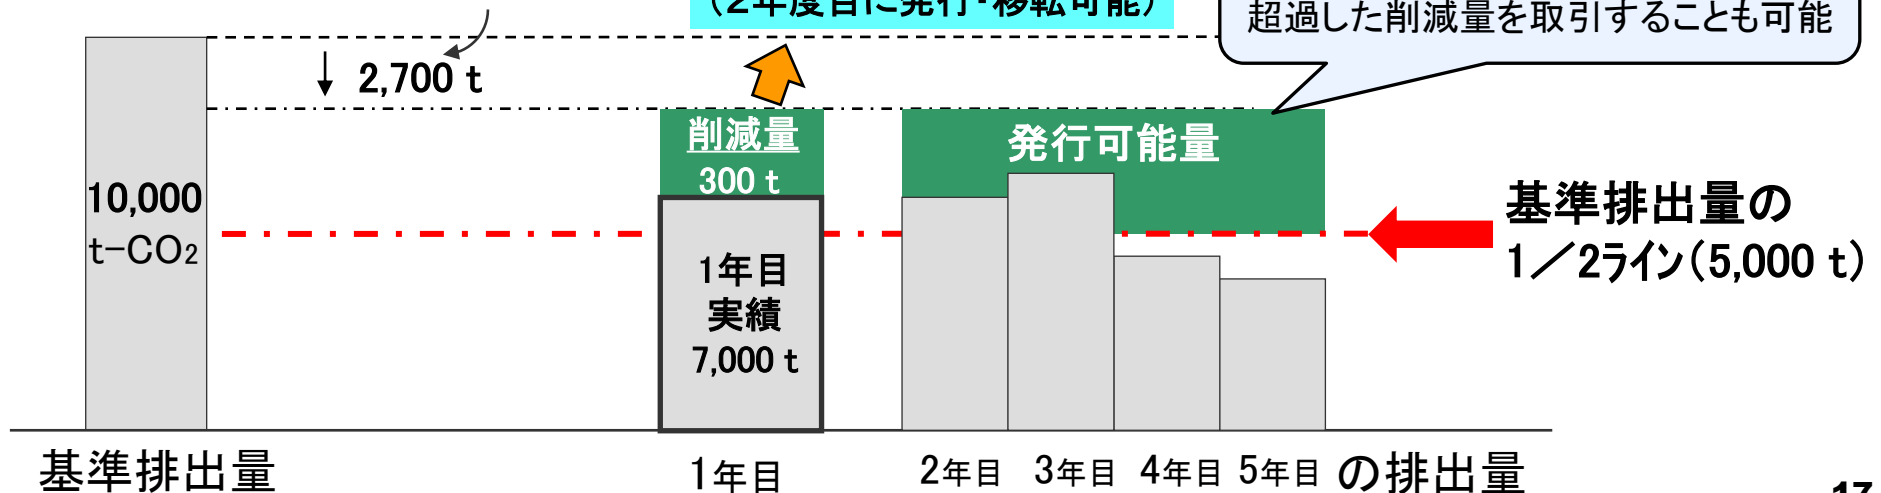 (2年度目に発行・移転可能)
超過した削減量を取引することも可能
↓ 2,700 t
削減量
300 t
発行可能量
10,000
t-CO2
基準排出量の
1/2ライン(5,000 t)
1年目
実績
7,000 t
基準排出量
1年目
2年目 3年目 4年目 5年目 の排出量